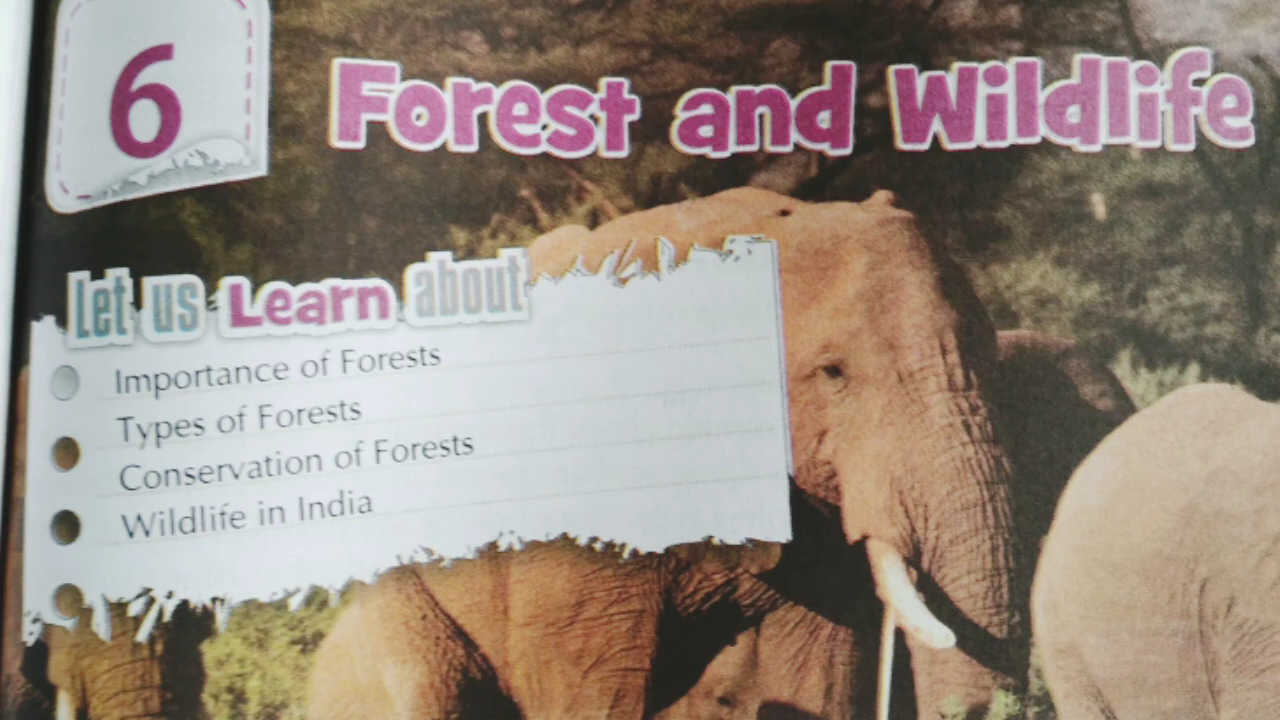 6
Forest and Wildlife
Let us Learn about
Importance of Forests
Types of Forests
Conservation of Forests
Wildlife in India